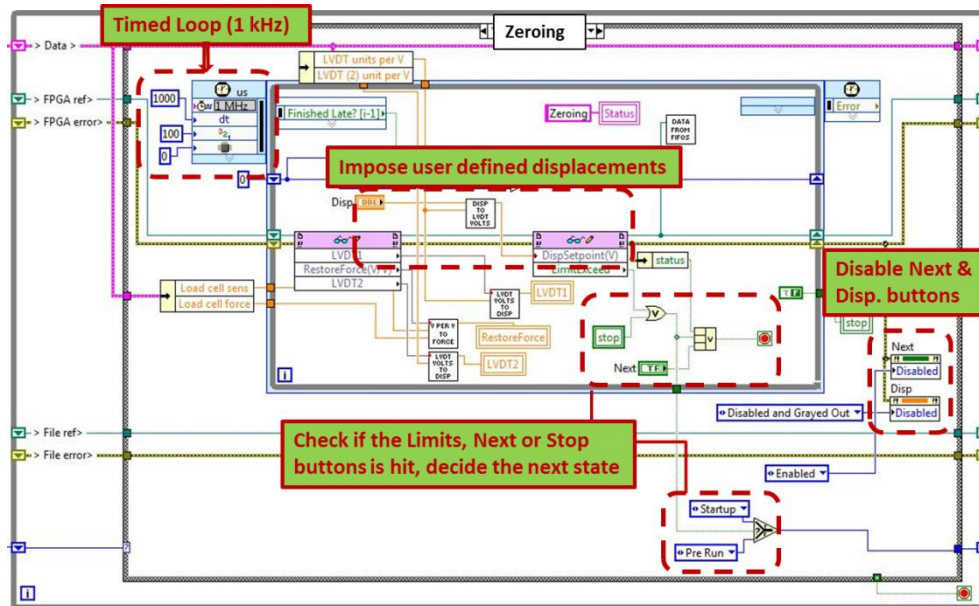 Timed Loop (1 kHz)
Zeroing
> Data >
LVDT units per V
LVDT (2) unit per V
us
1 MHz
1000
dt
> FPGA ref>
> FPGA error>
100
0
Finished Late? [i-1]
Zeroing
Status
DATA
FROM
FIFOS
Error
0
Impose user defined displacements
Disp
DBL
DISP
TO
LVDT
VOLTS
LVDT1
RestoreForce(V/V)
LVDT2
DispSetpoint(V)
LimitExceed
status
Load cell sens
Load cell force
LVDT
VOLTS
TO
DISP
LVDT1
V PER V
TO
FORCE
RestoreForce
LVDT
VOLTS
TO
DISP
LVDT2
stop
Next
TF
i
Disable Next &
Disp. buttons
stop
Next
Disabled
Disp
Disabled
Disabled and Grayed Out
> File ref>
> File error>
Check if the Limits, Next or Stop
buttons is hit, decide the next state
Enabled
Startup
Pre Run
i